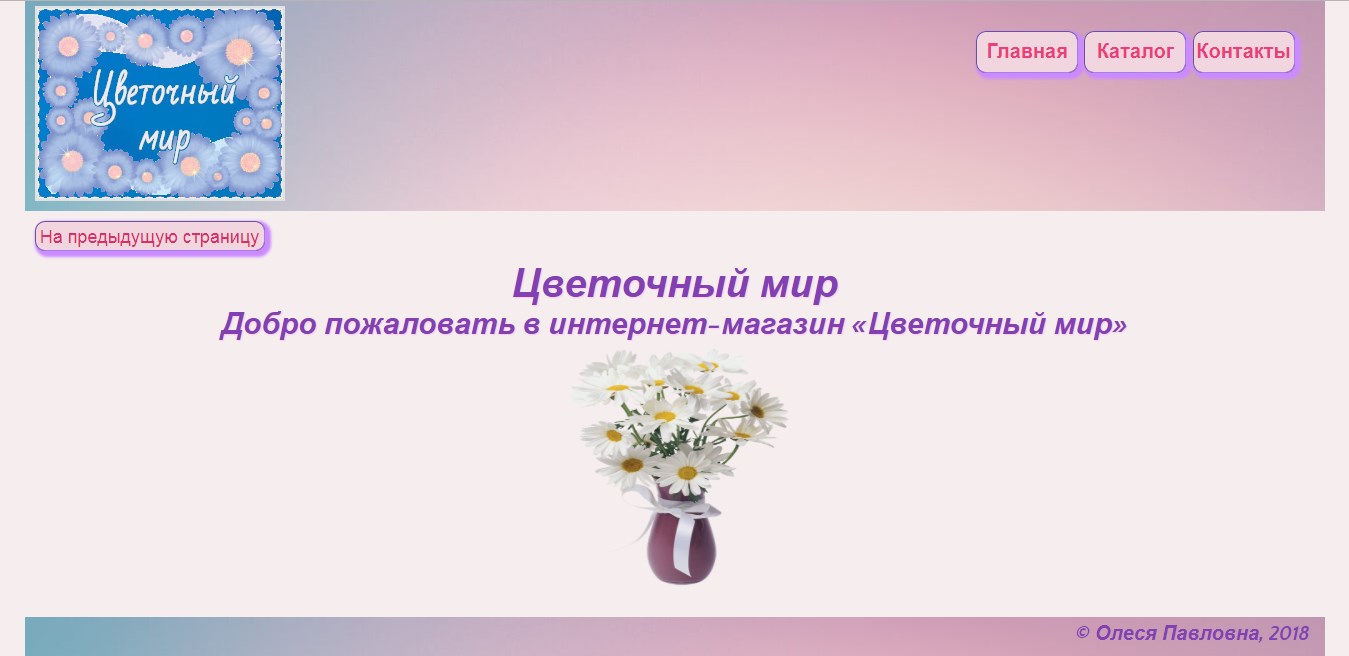 Цветочный
мир
Главная Каталог Контакты
На предыдущую страницу
Цветочный мир
Добро пожаловать в интернет-магазин «Цветочный мир»
© Олеся Павловна, 2018